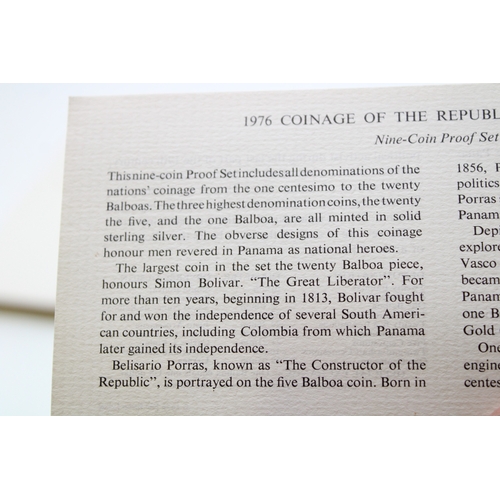 1976 COINAGE OF THE REPUBL
Nine-Coin Proof Set
This nine-coin Proof Set includes all denominations of the
nations' coinage from the one centesimo to the twenty
Balboas. The three highest denomination coins, the twenty
the five, and the one Balboa, are all minted in solid
sterling silver. The obverse designs of this coinage
honour men revered in Panama as national heroes.
The largest coin in the set the twenty Balboa piece,
honours Simon Bolivar. "The Great Liberator". For
more than ten years, beginning in 1813, Bolivar fought
for and won the independence of several South Ameri-
can countries, including Colombia from which Panama
later gained its independence.
Belisario Porras, known as "The Constructor of the
Republic", is portrayed on the five Balboa coin. Born in
1856, P
politics
Porras
Panam
Depi
explore
Vasco
becam
Panam
one B
Gold
One
engine
centes